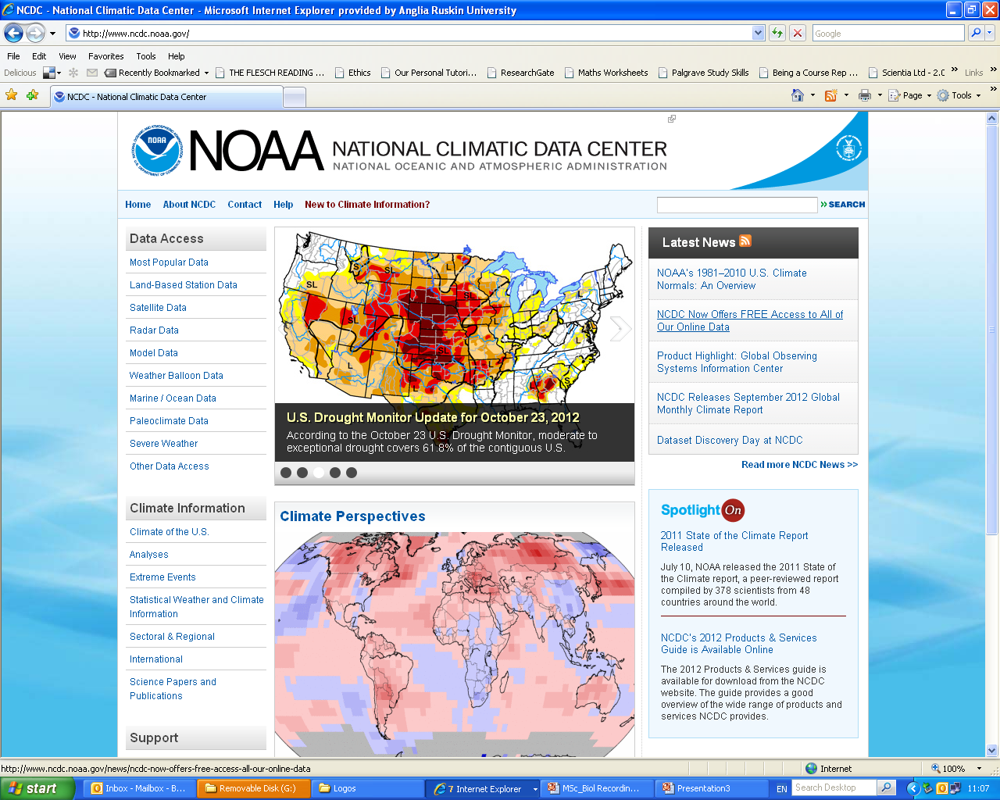 NCDC - National Climatic Data Center - Microsoft Internet Explorer provided by Anglia Ruskin University
http://www.ncdc.noaa.gov/
Google
File Edit View Favorites Tools Help
Delicious Recently Bookmarked THE FLESCH READING ... Ethics Our Personal Tutori... ResearchGate Maths Worksheets Palgrave Study Skills Being a Course Rep ... Scientia Ltd - 2.0 Links
NCDC - National Climatic Data Center
Page Tools
NOAA
NOAA NATIONAL CLIMATIC DATA CENTER
NATIONAL OCEANIC AND ATMOSPHERIC ADMINISTRATION
Home About NCDC Contact Help New to Climate Information?
SEARCH
Data Access
Most Popular Data
Land-Based Station Data
Satellite Data
Radar Data
Model Data
Weather Balloon Data
Marine / Ocean Data
Paleoclimate Data
Severe Weather
Other Data Access
Climate Information
Climate of the U.S.
Analyses
Extreme Events
Statistical Weather and Climate
Information
Sectoral & Regional
International
Science Papers and
Publications
Support
U.S. Drought Monitor Update for October 23, 2012
According to the October 23 U.S. Drought Monitor, moderate to
exceptional drought covers 61.8% of the contiguous U.S.
Climate Perspectives
Latest News
NOAA's 1981–2010 U.S. Climate
Normals: An Overview
NCDC Now Offers FREE Access to All of
Our Online Data
Product Highlight: Global Observing
Systems Information Center
NCDC Releases September 2012 Global
Monthly Climate Report
Dataset Discovery Day at NCDC
Read more NCDC News >>
Spotlight On
2011 State of the Climate Report
Released
July 10, NOAA released the 2011 State of
the Climate report, a peer-reviewed report
compiled by 378 scientists from 48
countries around the world.
NCDC's 2012 Products & Services
Guide is Available Online
The 2012 Products & Services guide is
available for download from the NCDC
website. The guide provides a good
overview of the wide range of products and
services NCDC provides.
http://www.ncdc.noaa.gov/news/ncdc-now-offers-free-access-all-our-online-data
Internet 100%
start Inbox - Mailbox - B... Removable Disk (G:) Logos 7 Internet Explorer MSc_Biol Recordin... Presentation3 EN Search Desktop 11:07